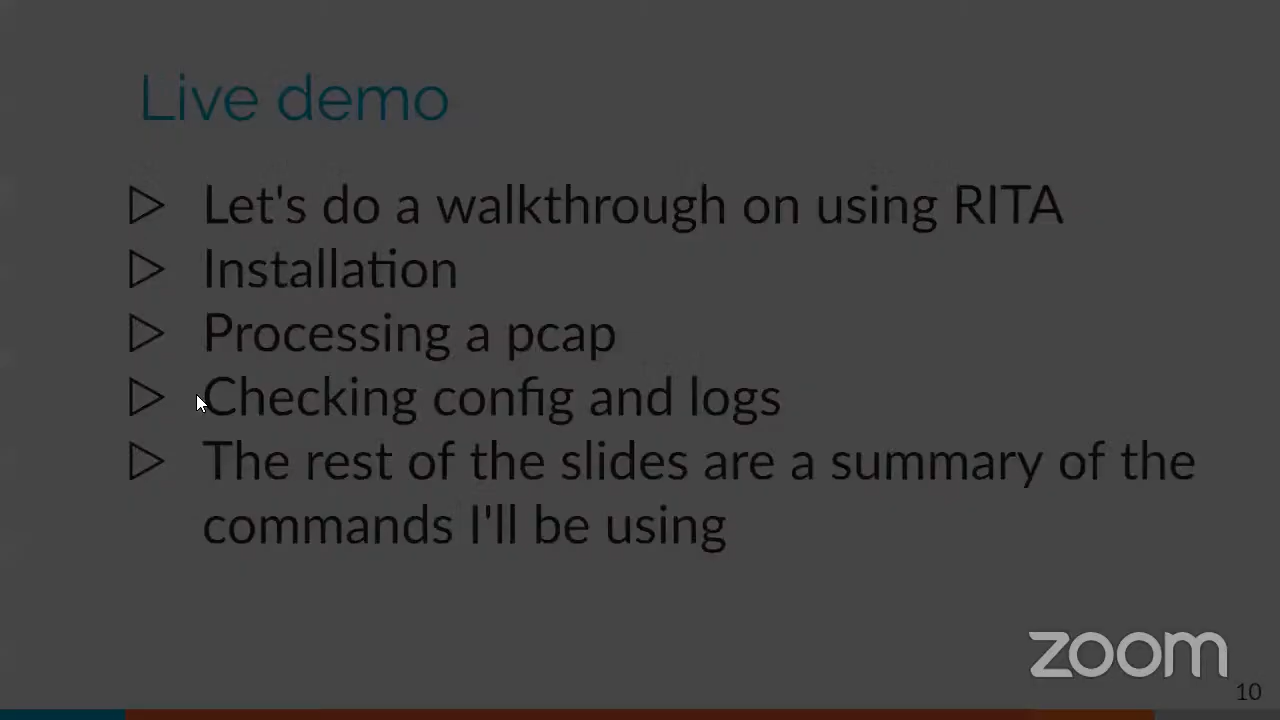 Live demo
Let's do a walkthrough on using RITA
Installation
Processing a pcap
Checking config and logs
The rest of the slides are a summary of the
commands I'll be using
zoom
10